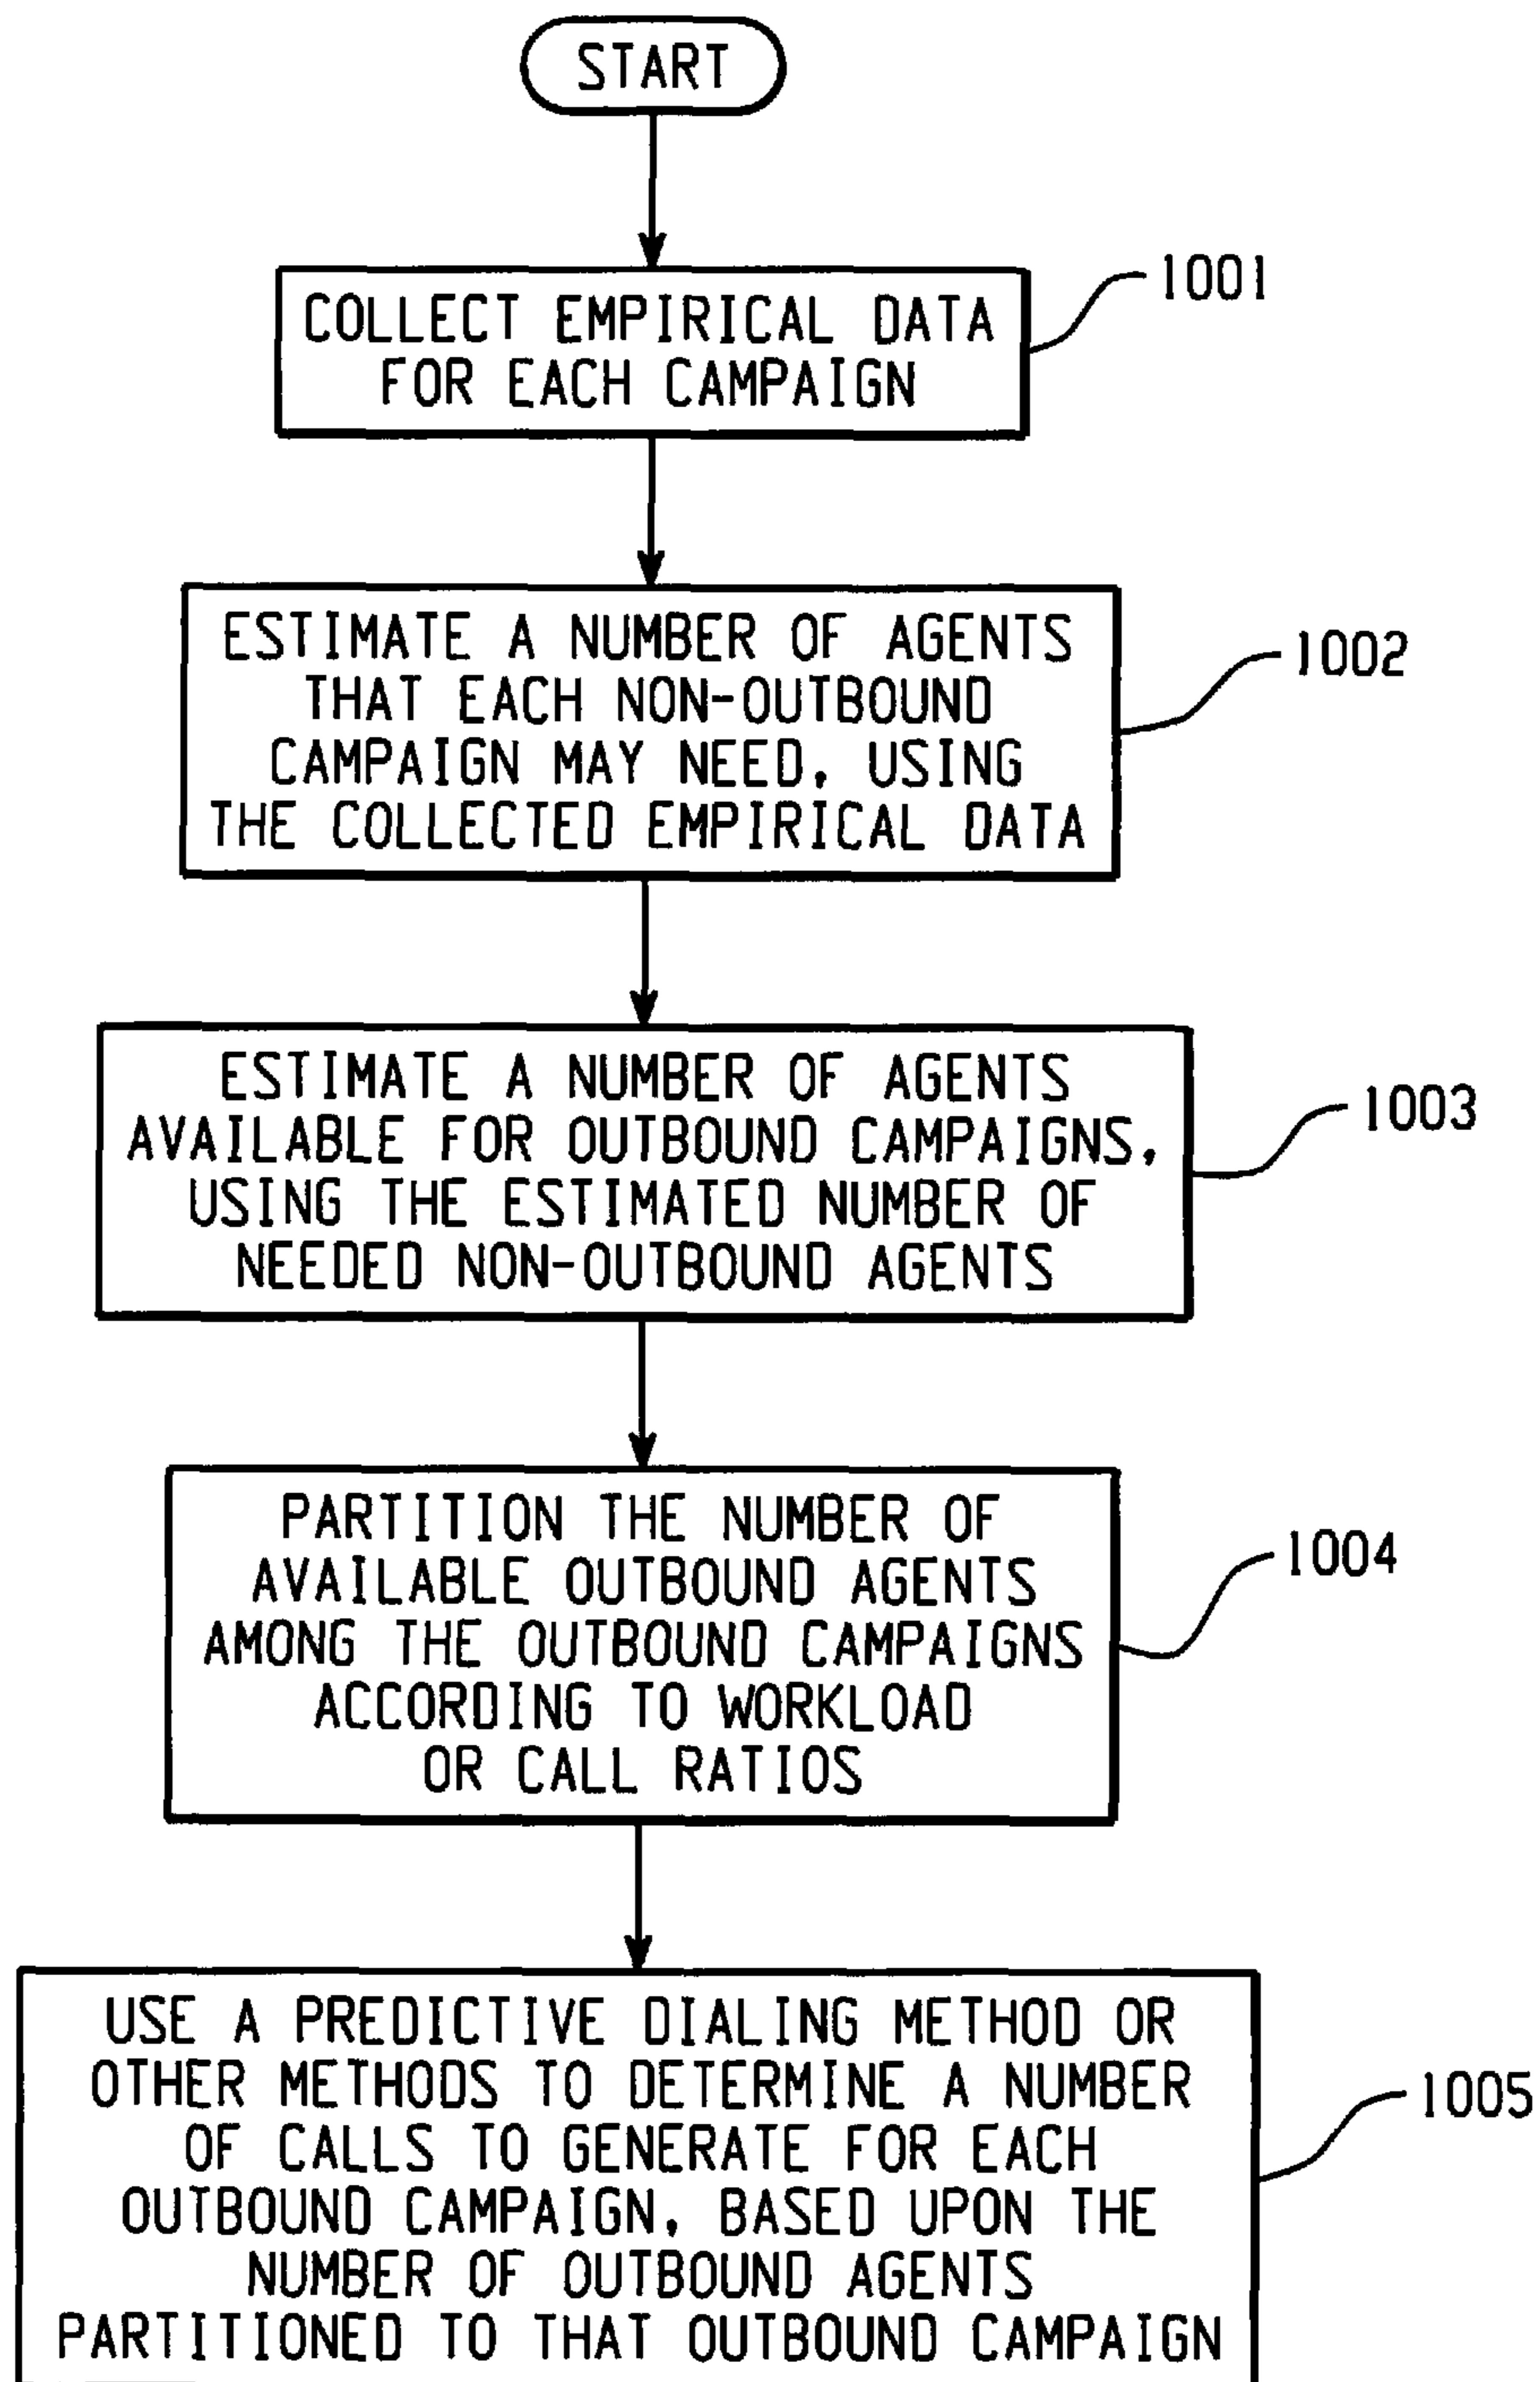 START
COLLECT EMPIRICAL DATA
FOR EACH CAMPAIGN
1001
ESTIMATE A NUMBER OF AGENTS
THAT EACH NON-OUTBOUND
CAMPAIGN MAY NEED, USING
THE COLLECTED EMPIRICAL DATA
1002
ESTIMATE A NUMBER OF AGENTS
AVAILABLE FOR OUTBOUND CAMPAIGNS,
USING THE ESTIMATED NUMBER OF
NEEDED NON-OUTBOUND AGENTS
1003
PARTITION THE NUMBER OF
AVAILABLE OUTBOUND AGENTS
AMONG THE OUTBOUND CAMPAIGNS
ACCORDING TO WORKLOAD
OR CALL RATIOS
1004
USE A PREDICTIVE DIALING METHOD OR
OTHER METHODS TO DETERMINE A NUMBER
OF CALLS TO GENERATE FOR EACH
OUTBOUND CAMPAIGN, BASED UPON THE
NUMBER OF OUTBOUND AGENTS
PARTITIONED TO THAT OUTBOUND CAMPAIGN
1005